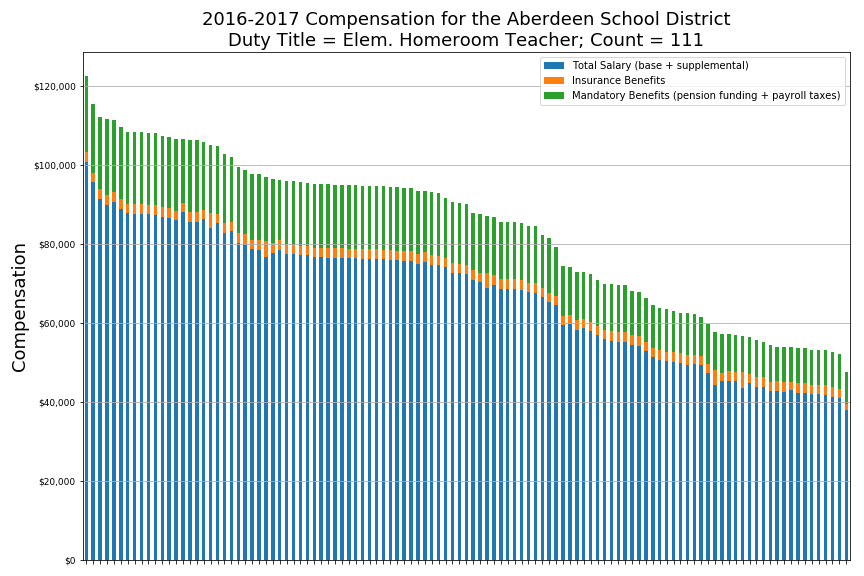 2016-2017 Compensation for the Aberdeen School District
Duty Title = Elem. Homeroom Teacher; Count = 111
Total Salary (base + supplemental)
Insurance Benefits
Mandatory Benefits (pension funding + payroll taxes)
$120,000
$100,000
$80,000
$60,000
$40,000
$20,000
$0
Compensation